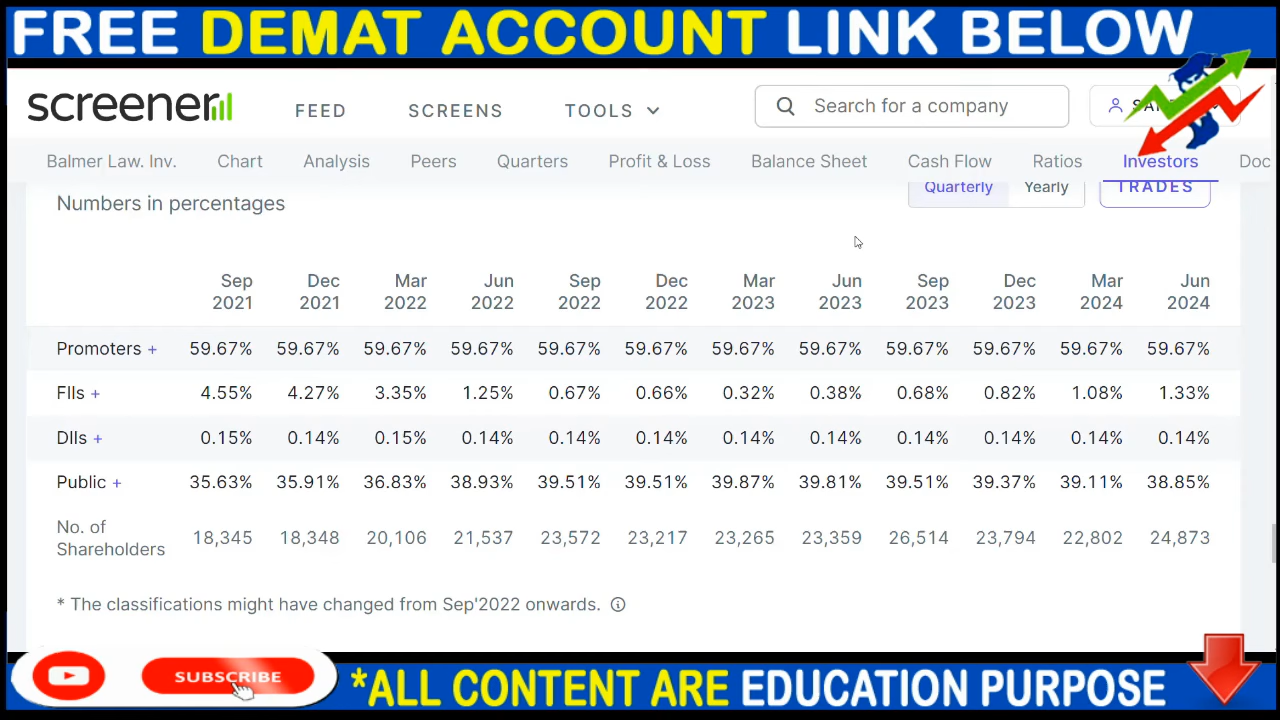 FREE DEMAT ACCOUNT LINK BELOW
screener
FEED
SCREENS
TOOLS
Search for a company
Balmer Law. Inv.
Chart
Analysis
Peers
Quarters
Profit & Loss
Balance Sheet
Cash Flow
Ratios
Investors
Doc
Numbers in percentages
Quarterly
Yearly
TRADES
Sep 2021 Dec 2021 Mar 2022 Jun 2022 Sep 2022 Dec 2022 Mar 2023 Jun 2023 Sep 2023 Dec 2023 Mar 2024 Jun 2024
Promoters + 59.67% 59.67% 59.67% 59.67% 59.67% 59.67% 59.67% 59.67% 59.67% 59.67% 59.67% 59.67%
FIIs + 4.55% 4.27% 3.35% 1.25% 0.67% 0.66% 0.32% 0.38% 0.68% 0.82% 1.08% 1.33%
DIIs + 0.15% 0.14% 0.15% 0.14% 0.14% 0.14% 0.14% 0.14% 0.14% 0.14% 0.14% 0.14%
Public + 35.63% 35.91% 36.83% 38.93% 39.51% 39.51% 39.87% 39.81% 39.51% 39.37% 39.11% 38.85%
No. of Shareholders 18,345 18,348 20,106 21,537 23,572 23,217 23,265 23,359 26,514 23,794 22,802 24,873
* The classifications might have changed from Sep'2022 onwards.
SUBSCRIBE
*ALL CONTENT ARE EDUCATION PURPOSE